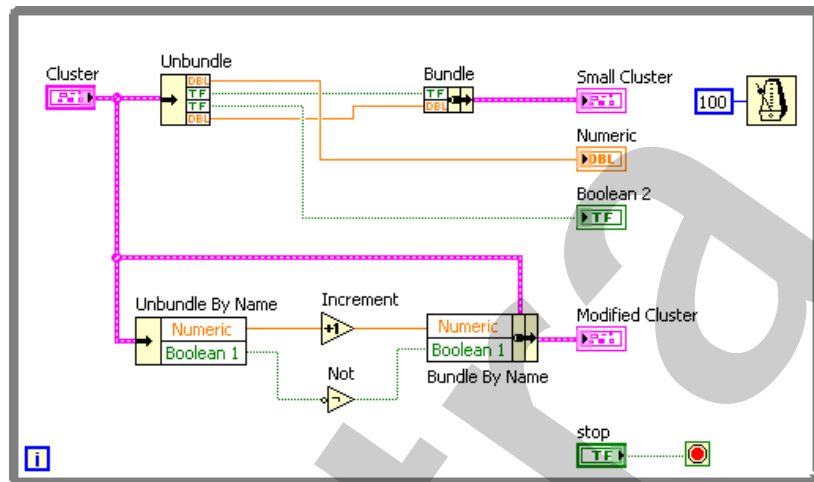 Unbundle
Cluster
Bundle
Small Cluster
DBL
TF
TF
DBL
TF
DBL
100
Numeric
DBL
Boolean 2
TF
Unbundle By Name
Increment
Modified Cluster
Numeric
+1
Numeric
Boolean 1
Boolean 1
Not
Bundle By Name
stop
TF
i